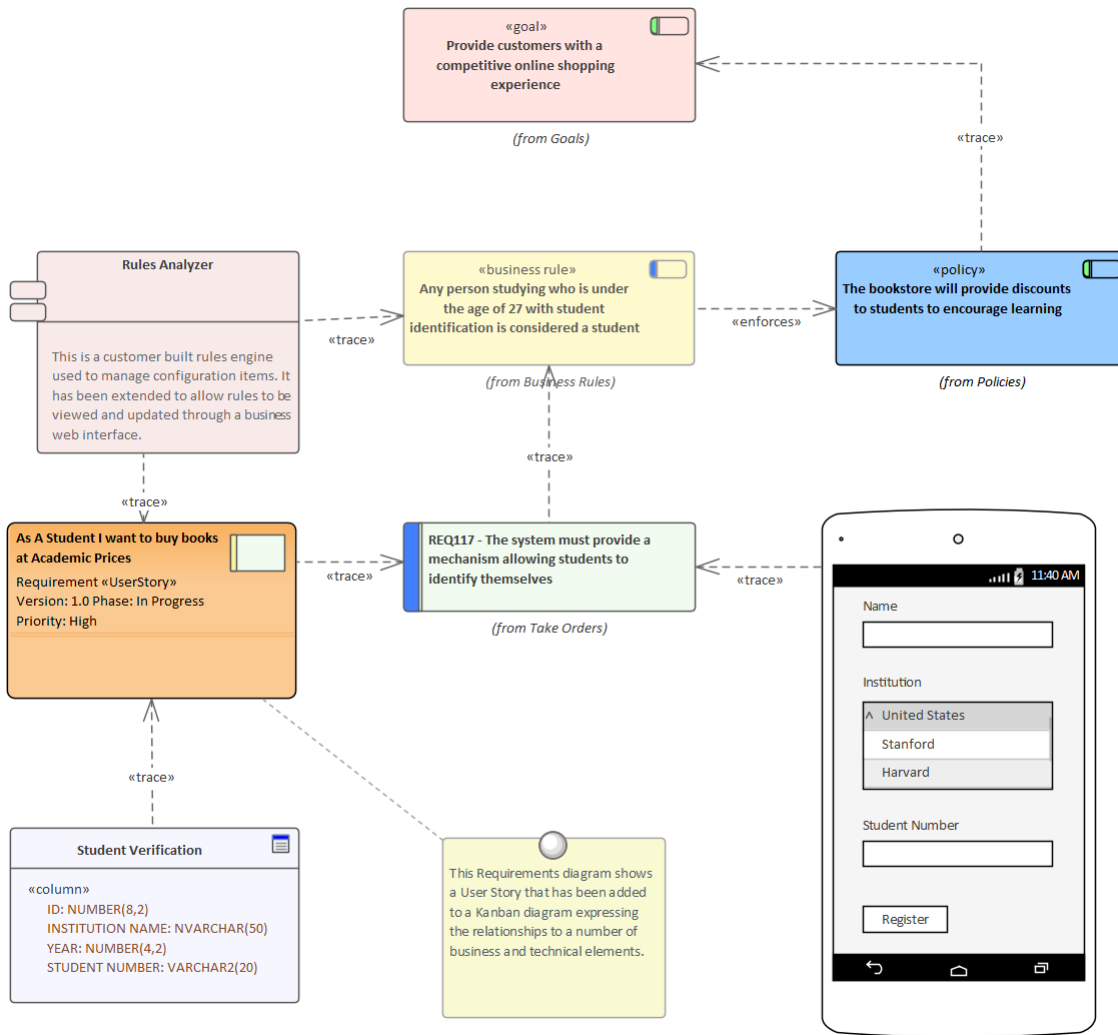 «goal»
Provide customers with a
competitive online shopping
experience
(from Goals)
«trace»
Rules Analyzer
This is a customer built rules engine
used to manage configuration items. It
has been extended to allow rules to be
viewed and updated through a business
web interface.
«trace»
«business rule»
Any person studying who is under
the age of 27 with student
identification is considered a student
(from Business Rules)
«enforces»
«policy»
The bookstore will provide discounts
to students to encourage learning
(from Policies)
«trace»
«trace»
As A Student I want to buy books
at Academic Prices
Requirement «UserStory»
Version: 1.0 Phase: In Progress
Priority: High
«trace»
REQ117 - The system must provide a
mechanism allowing students to
identify themselves
(from Take Orders)
«trace»
11:40 AM
Name
Institution
^ United States
Stanford
Harvard
Student Number
Register
«trace»
Student Verification
«column»
ID: NUMBER(8,2)
INSTITUTION NAME: NVARCHAR(50)
YEAR: NUMBER(4,2)
STUDENT NUMBER: VARCHAR2(20)
This Requirements diagram shows
a User Story that has been added
to a Kanban diagram expressing
the relationships to a number of
business and technical elements.